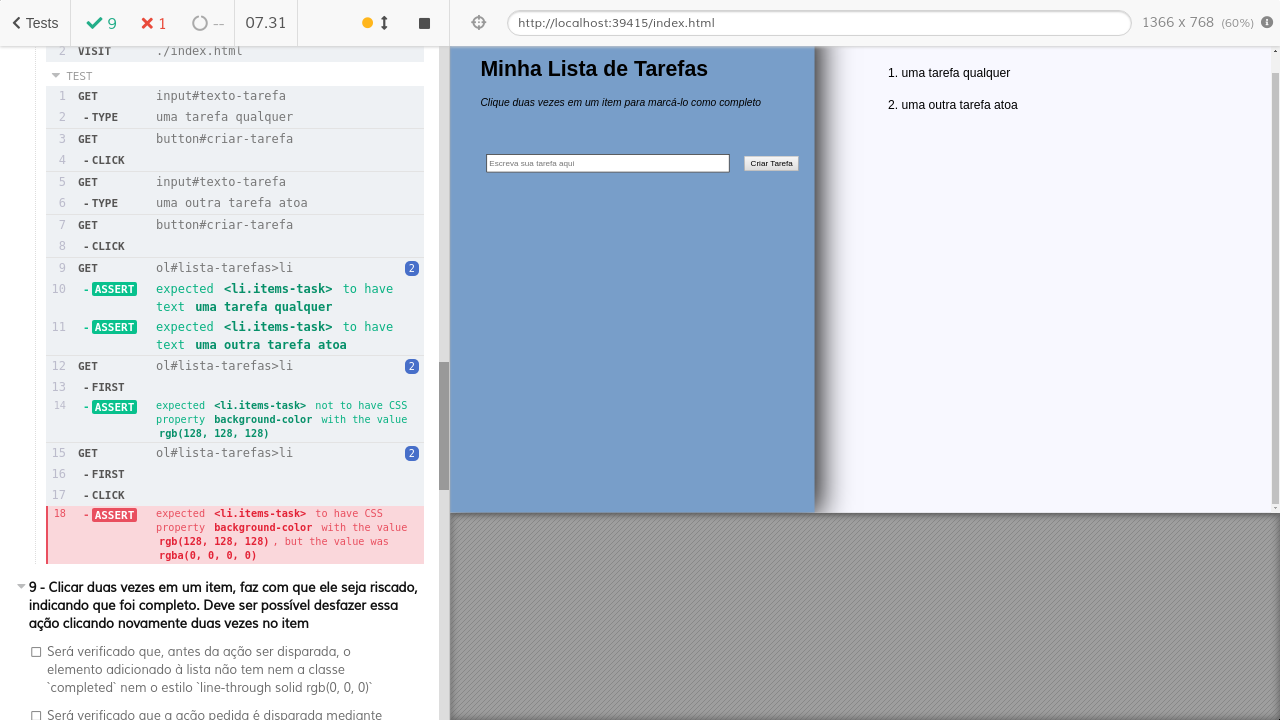 Tests
9
1
--
07.31
http://localhost:39415/index.html
1366 x 768 (60%)
2 VISIT ./index.html
TEST
1 GET input#texto-tarefa
2 -TYPE uma tarefa qualquer
3 GET button#criar-tarefa
4 -CLICK
5 GET input#texto-tarefa
6 -TYPE uma outra tarefa atoa
7 GET button#criar-tarefa
8 -CLICK
9 GET ol#lista-tarefas>li 2
10 -ASSERT expected <li.items-task> to have
text uma tarefa qualquer
11 -ASSERT expected <li.items-task> to have
text uma outra tarefa atoa
12 GET ol#lista-tarefas>li 2
13 -FIRST
14 -ASSERT expected <li.items-task> not to have CSS
property background-color with the value
rgb(128, 128, 128)
15 GET ol#lista-tarefas>li 2
16 -FIRST
17 -CLICK
18 -ASSERT expected <li.items-task> to have CSS
property background-color with the value
rgb(128, 128, 128), but the value was
rgba(0, 0, 0, 0)
9 - Clicar duas vezes em um item, faz com que ele seja riscado,
indicando que foi completo. Deve ser possível desfazer essa
ação clicando novamente duas vezes no item
Será verificado que, antes da ação ser disparada, o
elemento adicionado à lista não tem nem a classe
`completed` nem o estilo `line-through solid rgb(0, 0, 0)`
Será verificado que a ação pedida é disparada mediante
Minha Lista de Tarefas
Clique duas vezes em um item para marcá-lo como completo
Escreva sua tarefa aqui
Criar Tarefa
1. uma tarefa qualquer
2. uma outra tarefa atoa